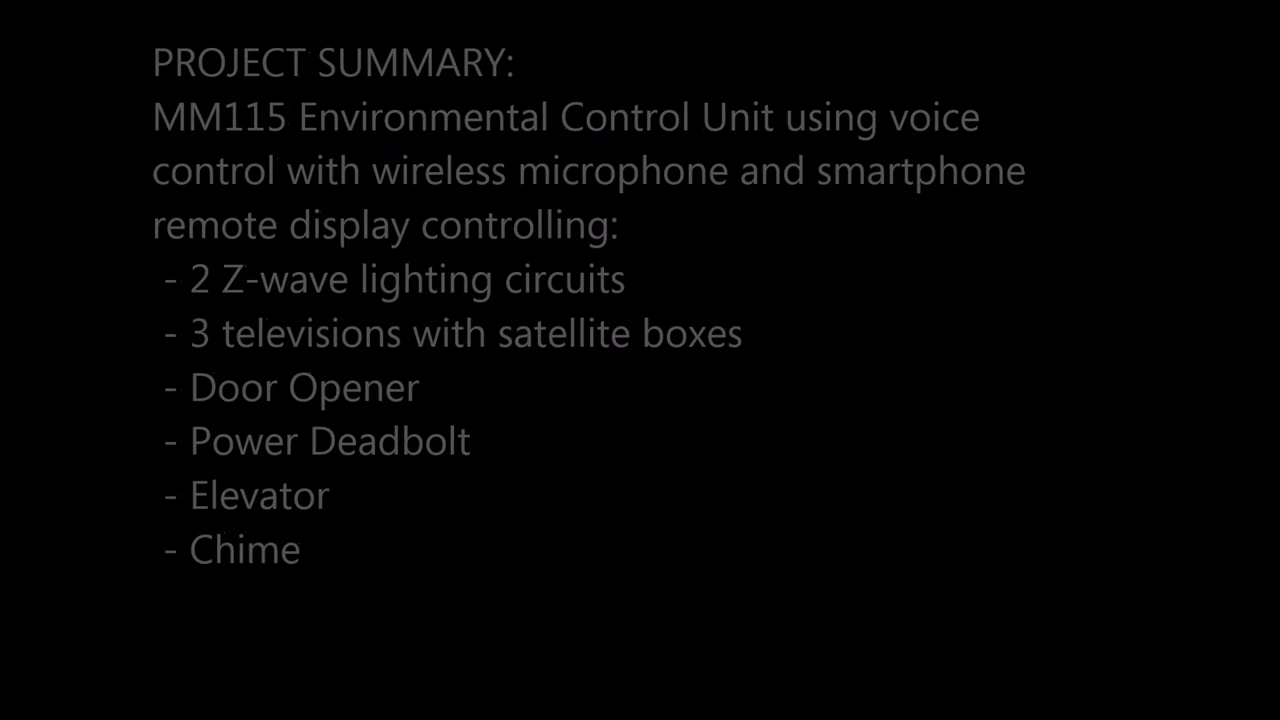 PROJECT SUMMARY:
MM115 Environmental Control Unit using voice
control with wireless microphone and smartphone
remote display controlling:
- 2 Z-wave lighting circuits
- 3 televisions with satellite boxes
- Door Opener
- Power Deadbolt
- Elevator
- Chime